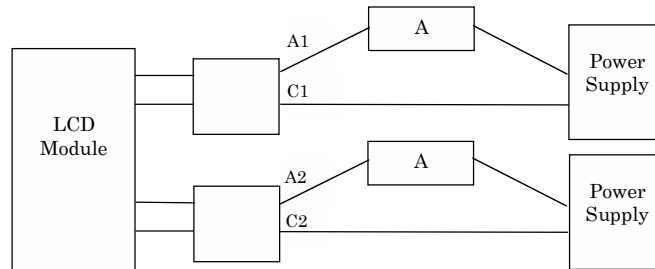 A1
A
C1
Power
Supply
LCD
Module
A2
A
C2
Power
Supply